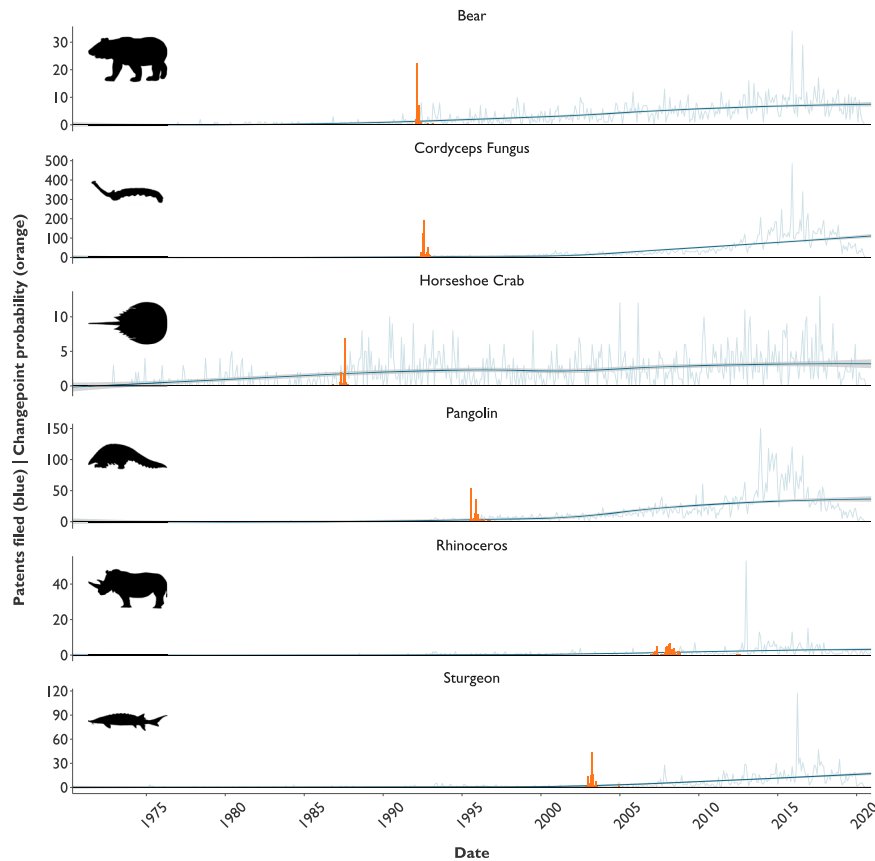 Bear
30
20
10
0
Cordyceps Fungus
500
400
300
200
100
0
Horseshoe Crab
10
5
0
Pangolin
150
100
50
0
Rhinoceros
40
20
0
Sturgeon
120
90
60
30
0
1975 1980 1985 1990 1995 2000 2005 2010 2015 2020
Date
Patents filed (blue) | Changepoint probability (orange)